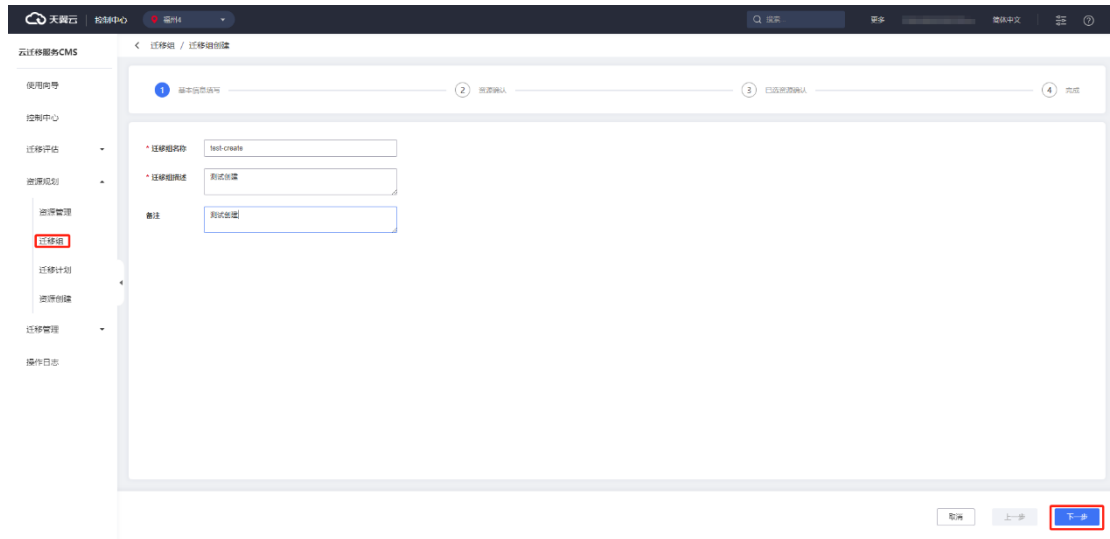 天翼云 控制中心 福州4 搜索... 更多 简体中文
云迁移服务CMS
迁移组 / 迁移组创建
使用向导
1 基本信息填写 2 资源确认 3 已选资源确认 4 完成
控制中心
迁移评估
* 迁移组名称 test-create
* 迁移组描述 测试创建
资源规划
备注 测试创建
资源管理
迁移组
迁移计划
资源创建
迁移管理
操作日志
取消 上一步 下一步